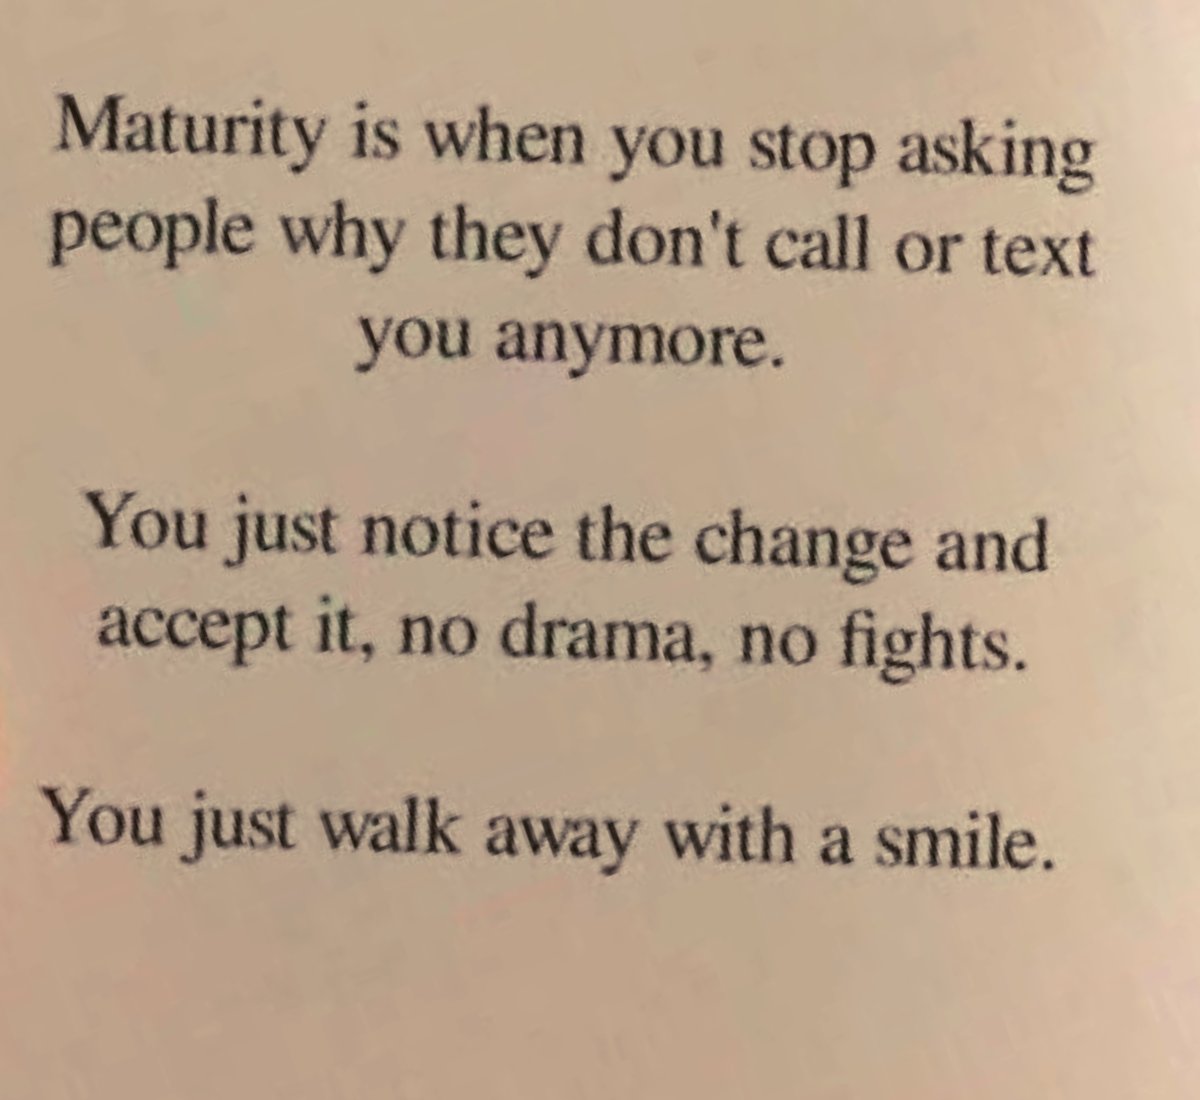 Maturity is when you stop asking
people why they don't call or text
you anymore.
You just notice the change and
accept it, no drama, no fights.
You just walk away with a smile.